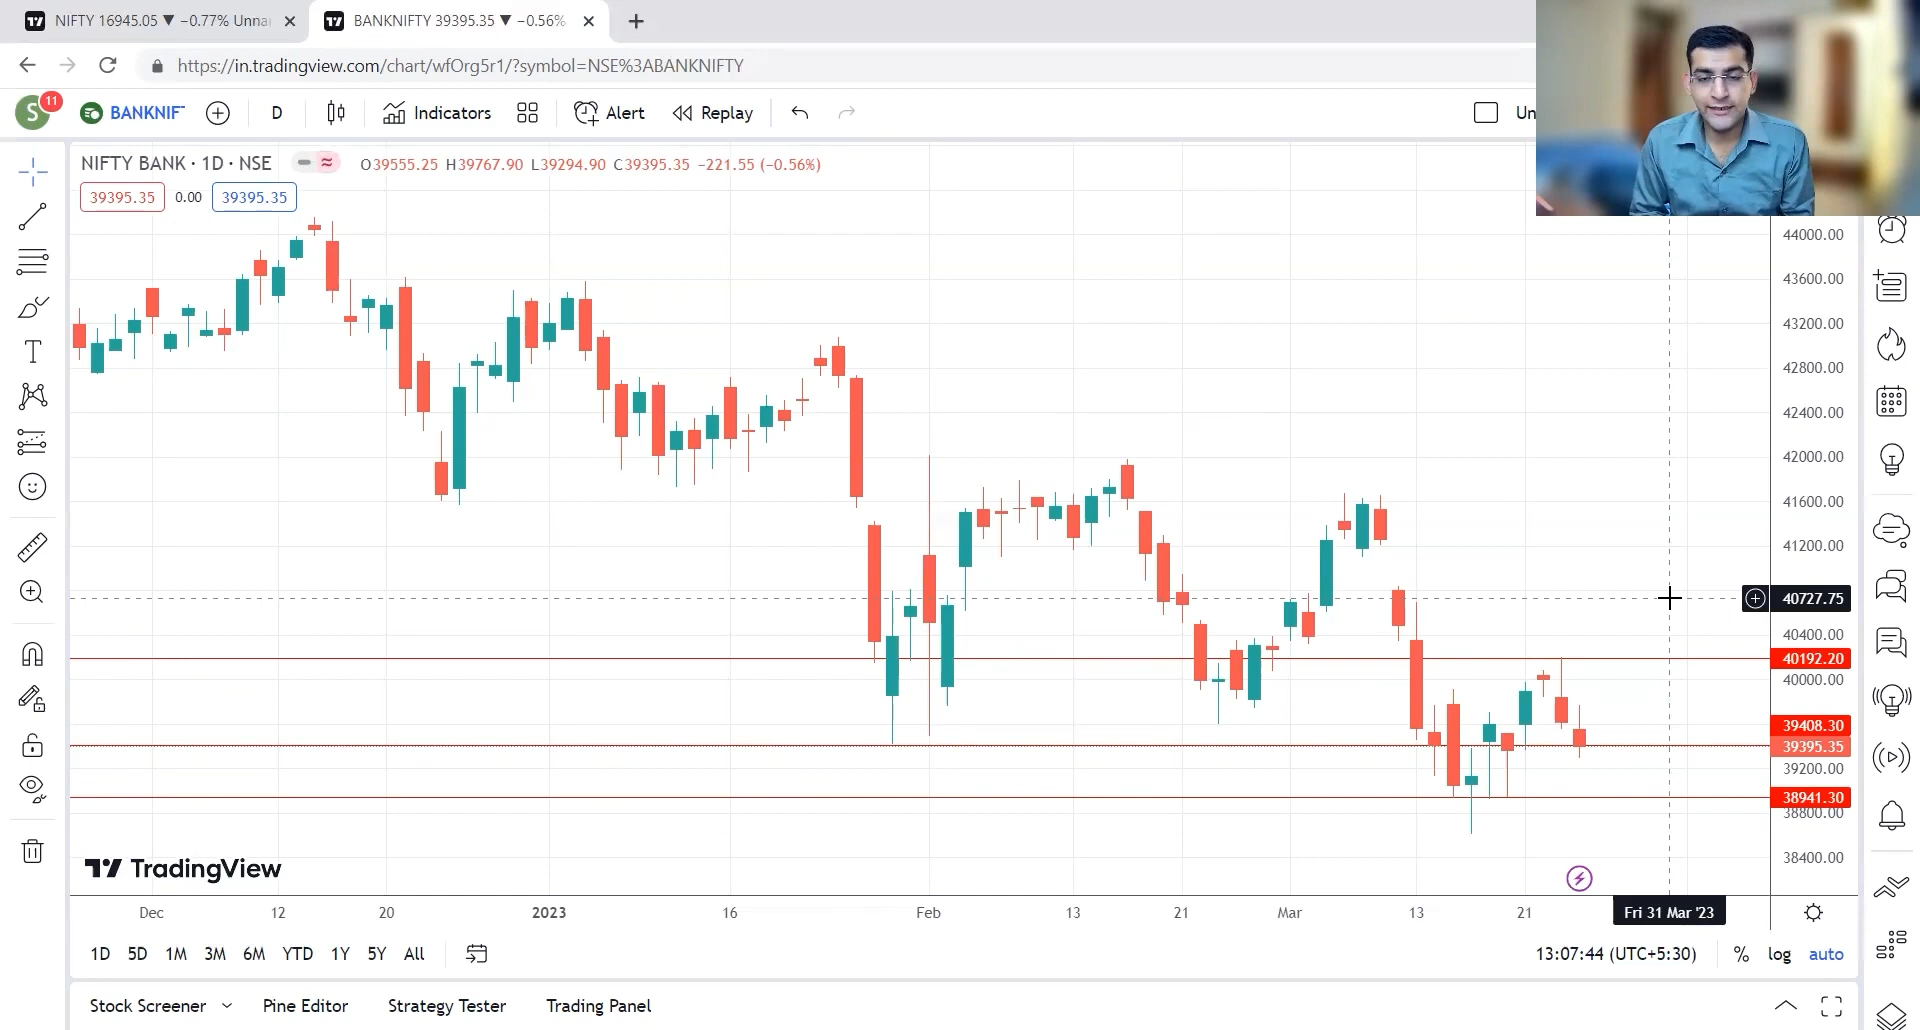 NIFTY 16945.05 ▼ −0.77% Unna
BANKNIFTY 39395.35 ▼ −0.56%
https://in.tradingview.com/chart/wfOrg5r1/?symbol=NSE%3ABANKNIFTY
S 11 BANKNIF D Indicators Alert Replay Un
NIFTY BANK · 1D · NSE O39555.25 H39767.90 L39294.90 C39395.35 −221.55 (−0.56%)
39395.35 0.00 39395.35
44000.00
43600.00
43200.00
42800.00
42400.00
42000.00
41600.00
41200.00
40727.75
40400.00
40192.20
40000.00
39408.30
39395.35
39200.00
38941.30
38800.00
38400.00
TradingView
Dec 12 20 2023 16 Feb 13 21 Mar 13 21 Fri 31 Mar '23
1D 5D 1M 3M 6M YTD 1Y 5Y All 13:07:44 (UTC+5:30) % log auto
Stock Screener Pine Editor Strategy Tester Trading Panel